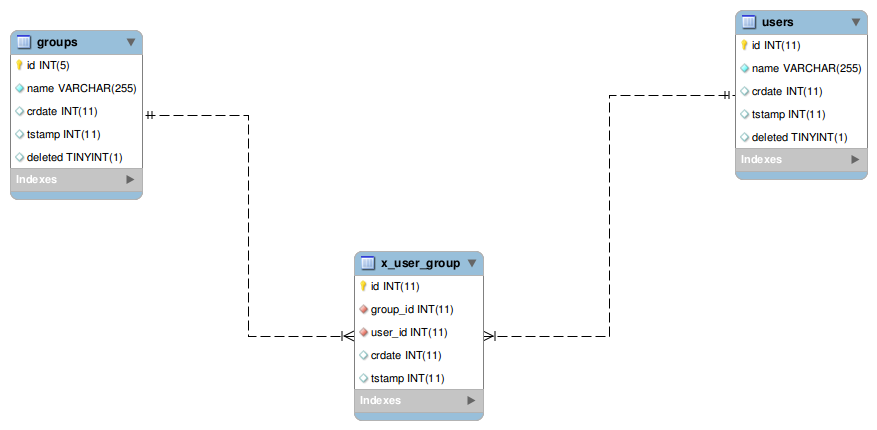 groups
id INT(5)
name VARCHAR(255)
crdate INT(11)
tstamp INT(11)
deleted TINYINT(1)
Indexes
users
id INT(11)
name VARCHAR(255)
crdate INT(11)
tstamp INT(11)
deleted TINYINT(1)
Indexes
x_user_group
id INT(11)
group_id INT(11)
user_id INT(11)
crdate INT(11)
tstamp INT(11)
Indexes